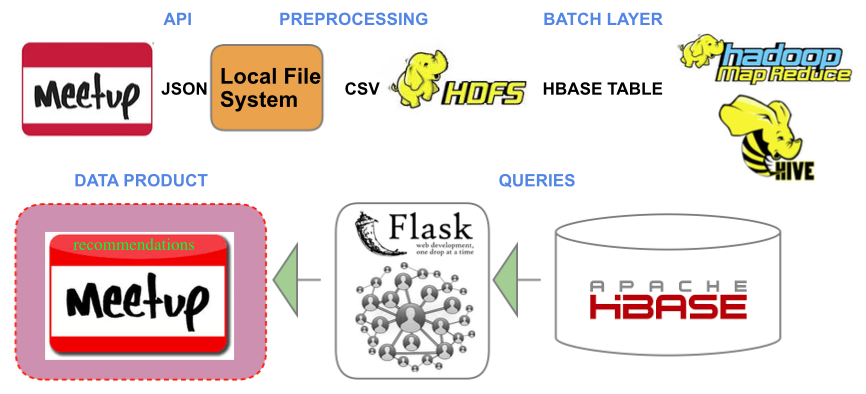 API PREPROCESSING BATCH LAYER
Meetup JSON Local File System CSV HDFS HBASE TABLE hadoop
Map Reduce
HIVE
DATA PRODUCT QUERIES
recommendations
Meetup
Flask
web development,
one drop at a time
APACHE
HBASE